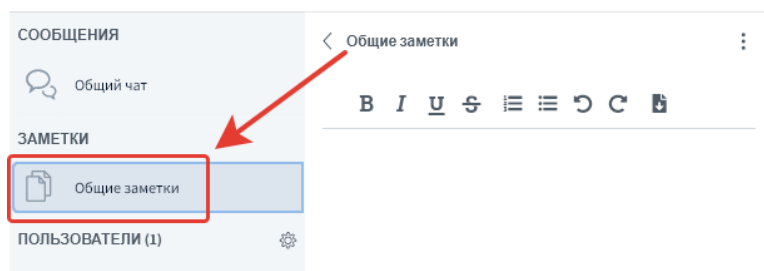 СООБЩЕНИЯ
Общий чат
ЗАМЕТКИ
Общие заметки
ПОЛЬЗОВАТЕЛИ (1)
Общие заметки
B I U S